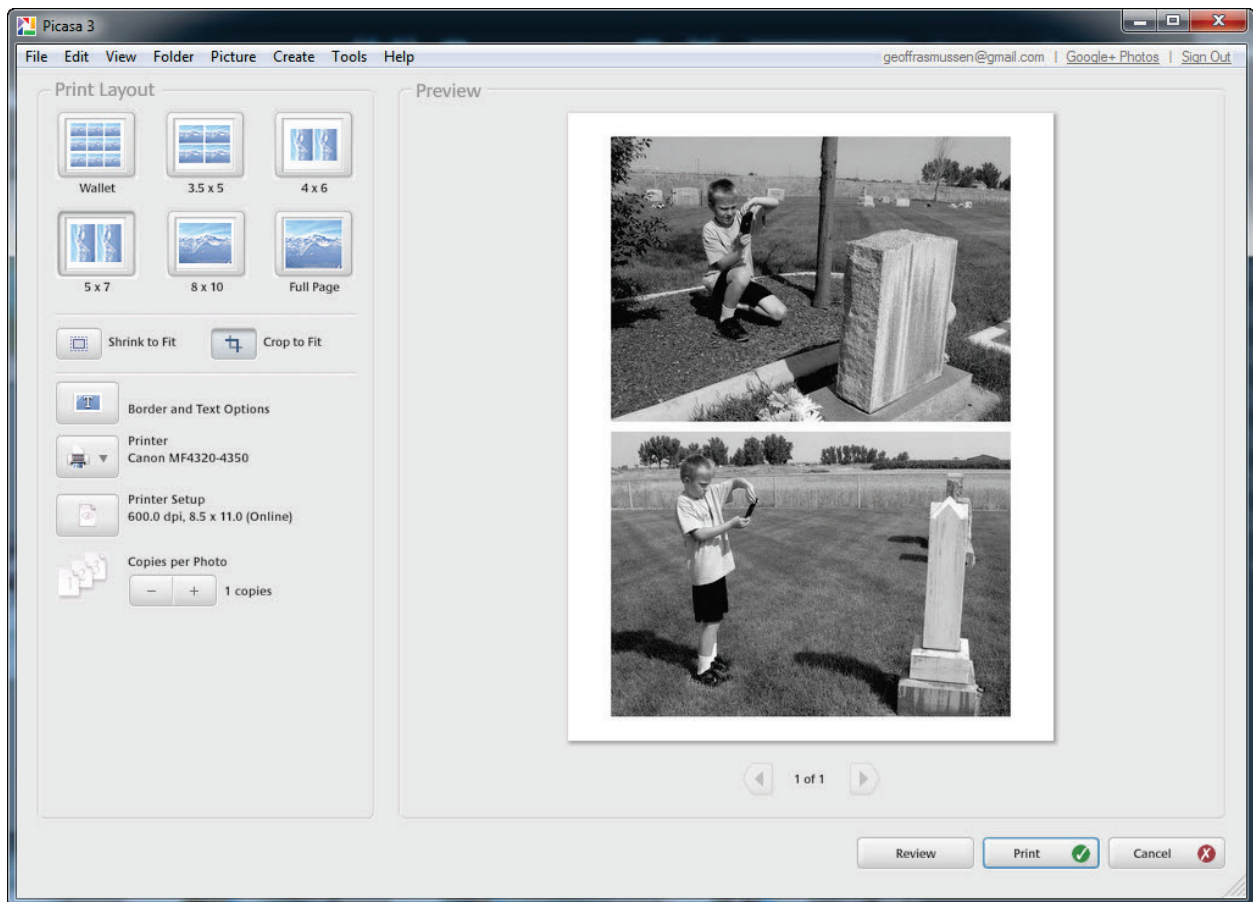 Picasa 3
File Edit View Folder Picture Create Tools Help
geoffrasmussen@gmail.com | Google+ Photos | Sign Out
Print Layout
Wallet
3.5 x 5
4 x 6
5 x 7
8 x 10
Full Page
Shrink to Fit
Crop to Fit
T
Border and Text Options
Printer
Canon MF4320-4350
Printer Setup
600.0 dpi, 8.5 x 11.0 (Online)
1 2 3
Copies per Photo
− + 1 copies
Preview
1 of 1
Review
Print
Cancel